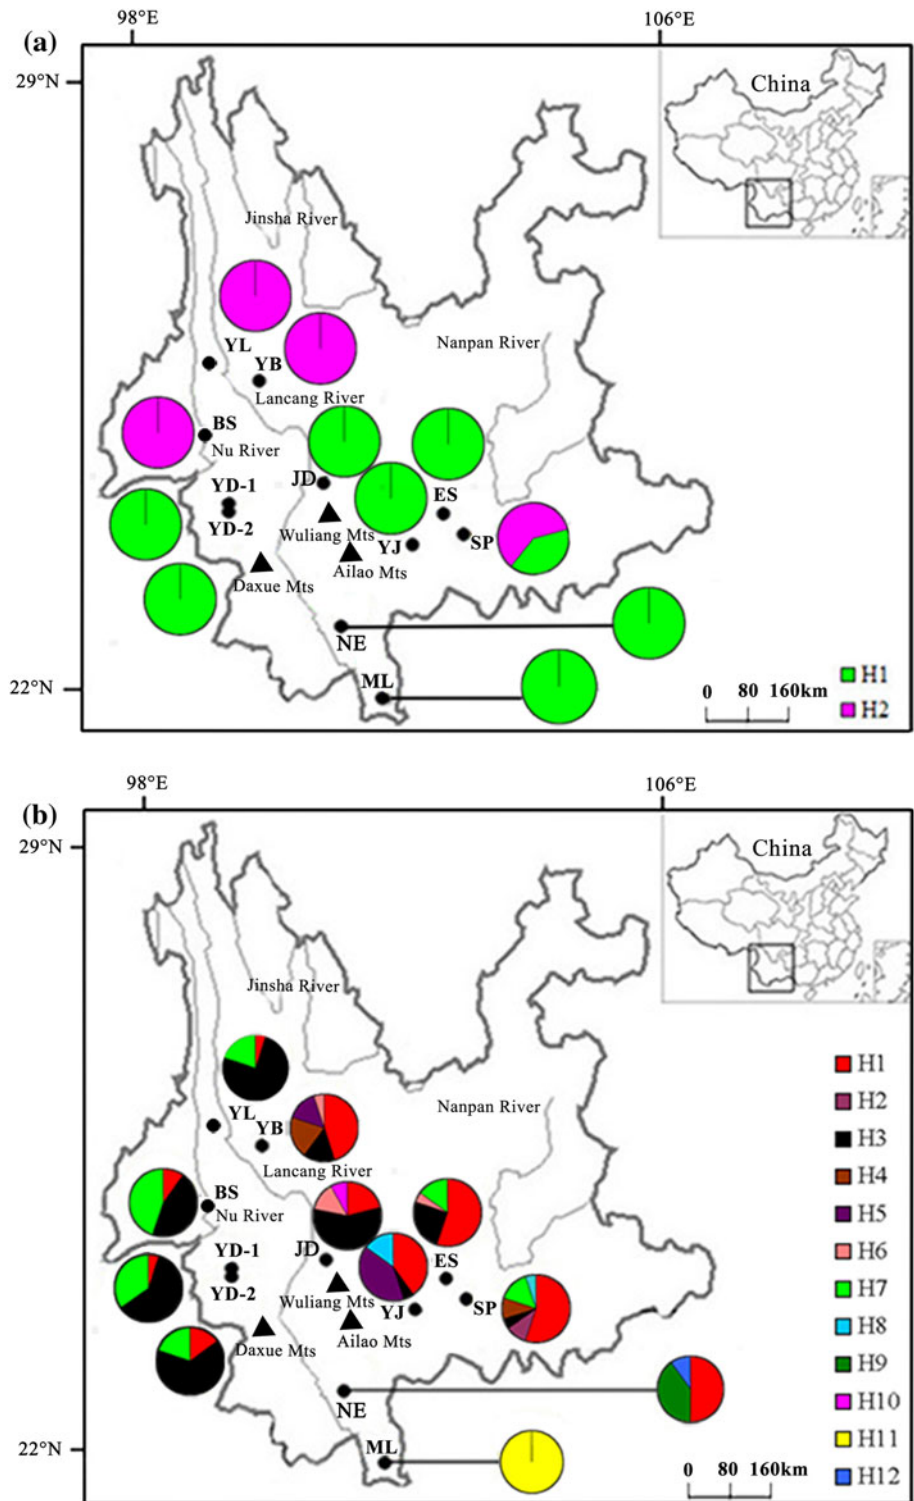 98°E 106°E
(a)
29°N
China
Jinsha River
Nanpan River
YL
YB
Lancang River
BS
Nu River
JD
YD-1
ES
YD-2
Wuliang Mts
YJ
SP
Ailao Mts
Daxue Mts
NE
ML
22°N
H1
0 80 160km
H2
98°E 106°E
(b)
29°N
China
Jinsha River
H1
Nanpan River
H2
YL
YB
H3
Lancang River
H4
BS
Nu River
H5
YD-1
JD
H6
ES
YD-2
H7
Wuliang Mts
YJ
SP
Ailao Mts
Daxue Mts
H8
H9
NE
H10
ML
H11
22°N
0 80 160km
H12